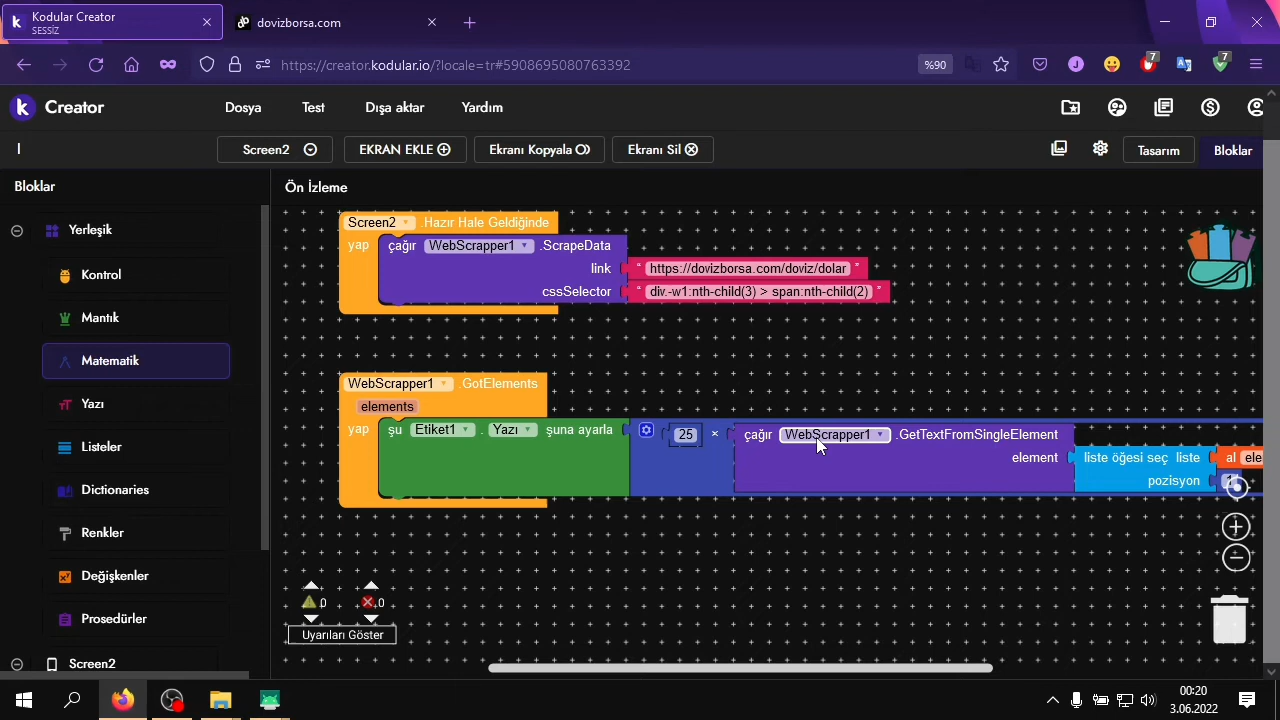 Kodular Creator
SESSİZ
dovizborsa.com
https://creator.kodular.io/?locale=tr#5908695080763392
%90
7
7
Creator
Dosya
Test
Dışa aktar
Yardım
I
Screen2
EKRAN EKLE
Ekranı Kopyala
Ekranı Sil
Tasarım
Bloklar
Bloklar
Ön İzleme
Yerleşik
Kontrol
Mantık
Matematik
Yazı
Listeler
Dictionaries
Renkler
Değişkenler
Prosedürler
Screen2
Screen2 .Hazır Hale Geldiğinde
yap çağır WebScrapper1 .ScrapeData
link “ https://dovizborsa.com/doviz/dolar ”
cssSelector “ div.-w1:nth-child(3) > span:nth-child(2) ”
WebScrapper1 .GotElements
elements
yap şu Etiket1 . Yazı şuna ayarla 25 × çağır WebScrapper1 .GetTextFromSingleElement
element liste öğesi seç liste al ele
pozisyon
0 0
Uyarıları Göster
00:20
3.06.2022